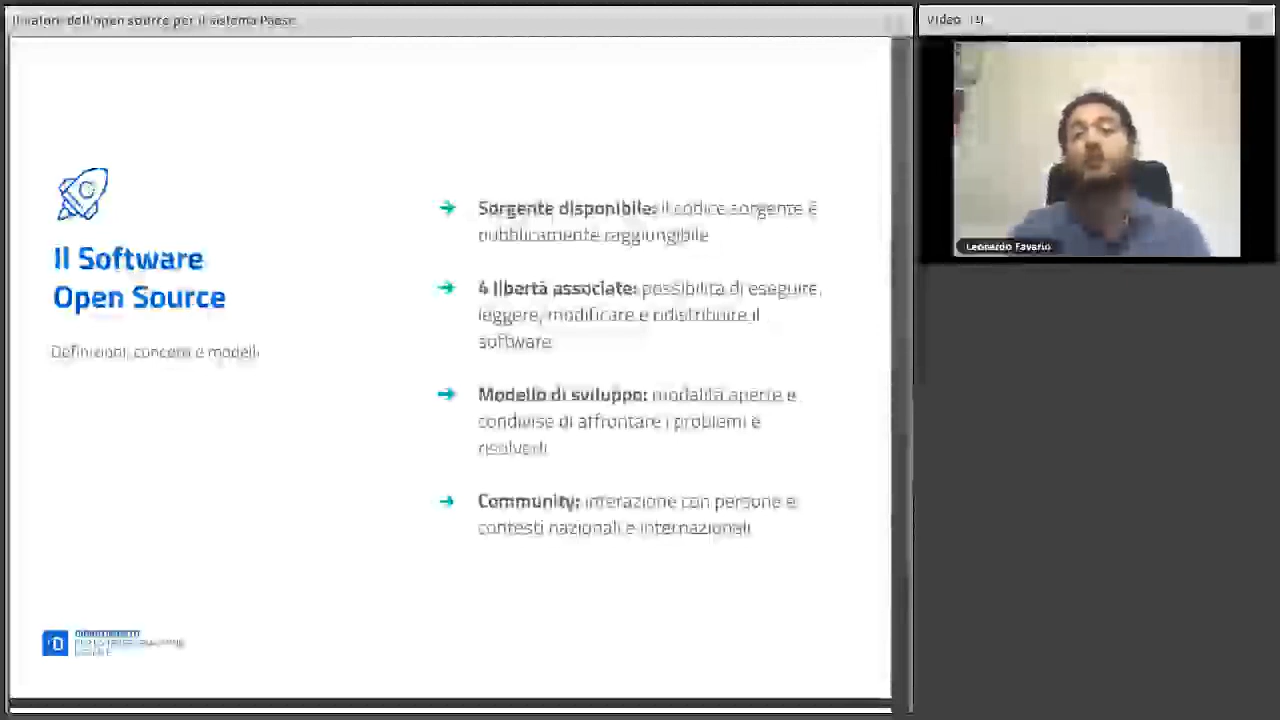 Il valore dell'open source per il sistema Paese
Video
Leonardo Favario
Il Software
Open Source
Definizioni, concetti e modelli
Sorgente disponibile: il codice sorgente è
pubblicamente raggiungibile
4 libertà associate: possibilità di eseguire,
leggere, modificare e ridistribuire il
software
Modello di sviluppo: modalità aperte e
condivise di affrontare i problemi e
risolverli
Community: interazione con persone e
contesti nazionali e internazionali